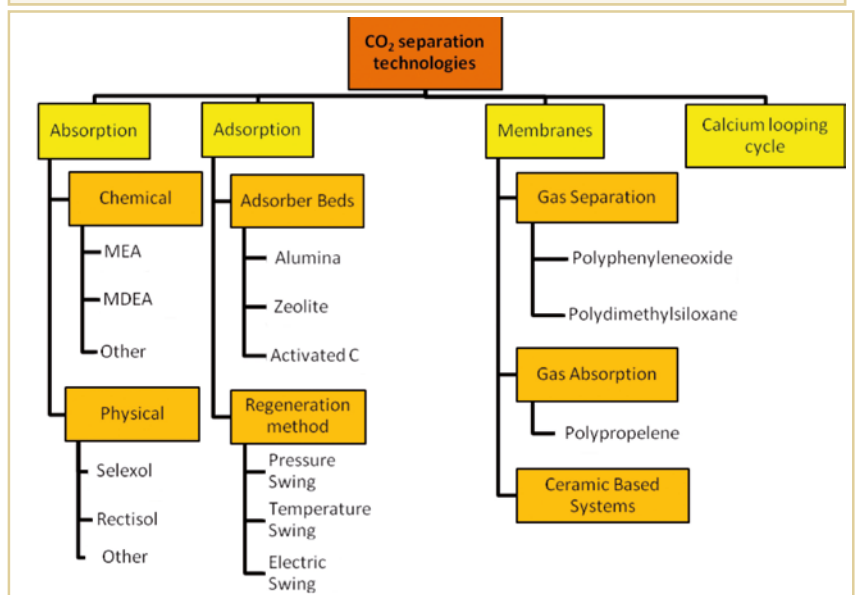 CO₂ separation
technologies
Absorption
Adsorption
Membranes
Calcium looping
cycle
Chemical
MEA
MDEA
Other
Physical
Selexol
Rectisol
Other
Adsorber Beds
Alumina
Zeolite
Activated C
Regeneration
method
Pressure
Swing
Temperature
Swing
Electric
Swing
Gas Separation
Polyphenyleneoxide
Polydimethylsiloxane
Gas Absorption
Polypropelene
Ceramic Based
Systems